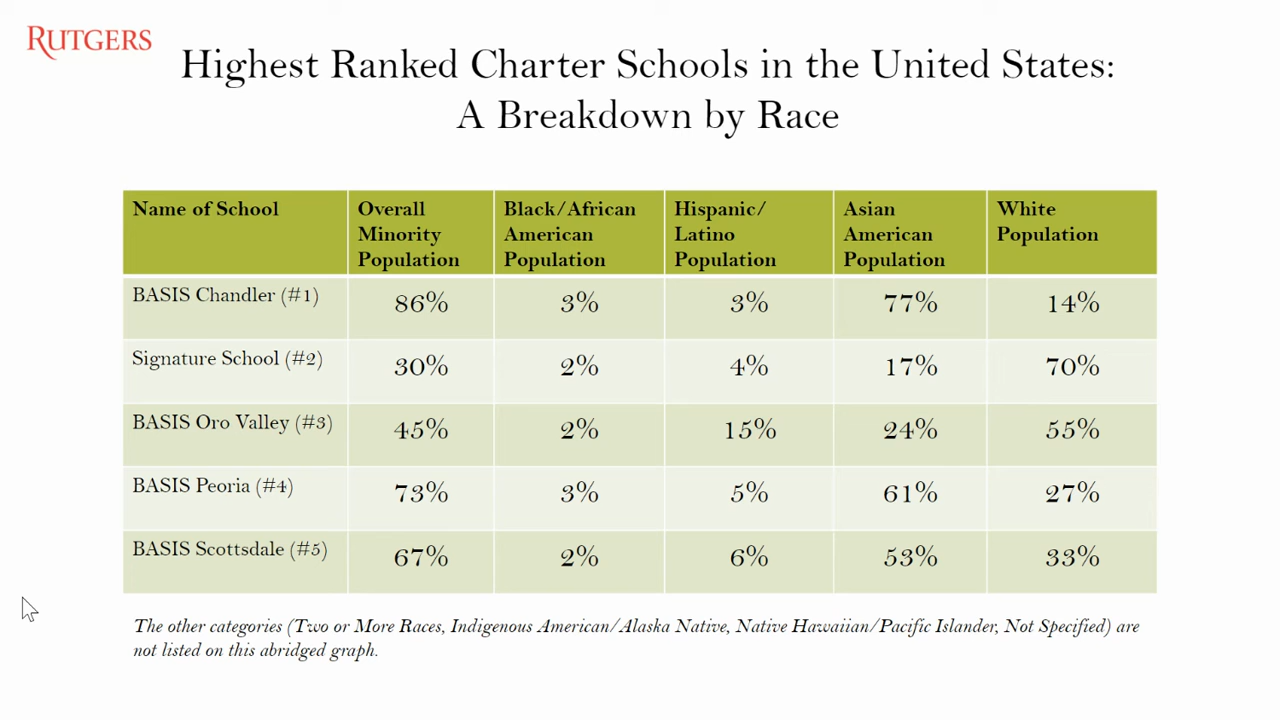 RUTGERS
Highest Ranked Charter Schools in the United States:
A Breakdown by Race
Name of School
Overall Minority Population
Black/African American Population
Hispanic/ Latino Population
Asian American Population
White Population
BASIS Chandler (#1) 86% 3% 3% 77% 14%
Signature School (#2) 30% 2% 4% 17% 70%
BASIS Oro Valley (#3) 45% 2% 15% 24% 55%
BASIS Peoria (#4) 73% 3% 5% 61% 27%
BASIS Scottsdale (#5) 67% 2% 6% 53% 33%
The other categories (Two or More Races, Indigenous American/Alaska Native, Native Hawaiian/Pacific Islander, Not Specified) are
not listed on this abridged graph.